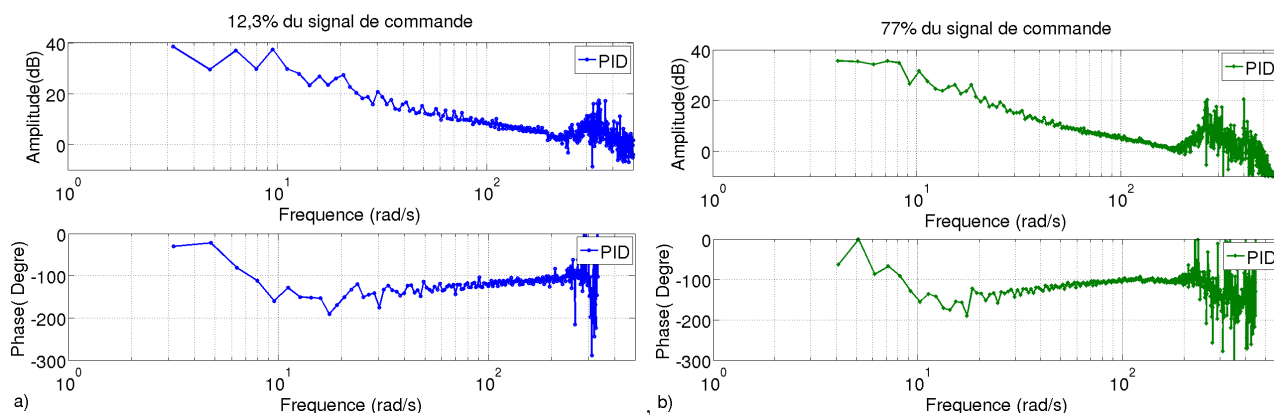 12,3% du signal de commande
Amplitude(dB)
40
20
0
PID
10^0 10^1 10^2
Frequence (rad/s)
Phase( Degre)
0
-100
-200
-300
PID
10^0 10^1 10^2
Frequence (rad/s)
a)
77% du signal de commande
Amplitude(dB)
40
20
0
PID
10^0 10^1 10^2
Frequence (rad/s)
Phase( Degre)
0
-100
-200
-300
PID
10^0 10^1 10^2
Frequence (rad/s)
, b)